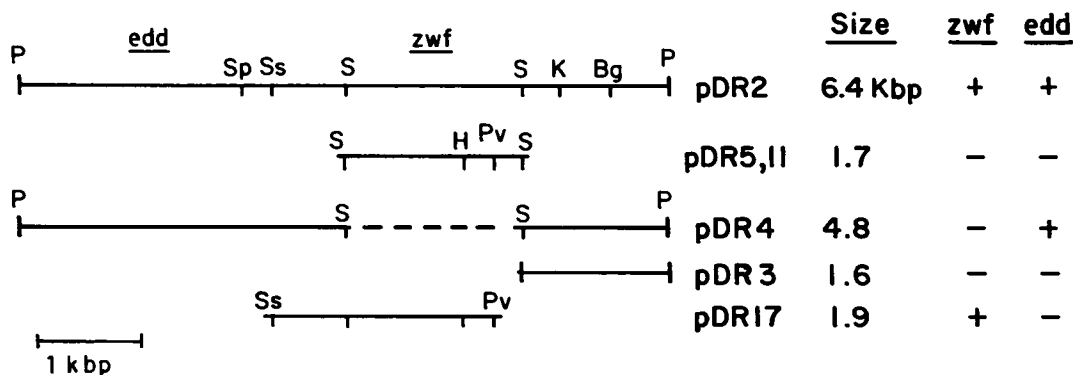 Size zwf edd
edd zwf
P Sp Ss S S K Bg P pDR2 6.4 Kbp + +
S H Pv S pDR5,11 1.7 - -
P S S P pDR4 4.8 - +
pDR3 1.6 - -
Ss Pv pDR17 1.9 + -
1 kbp